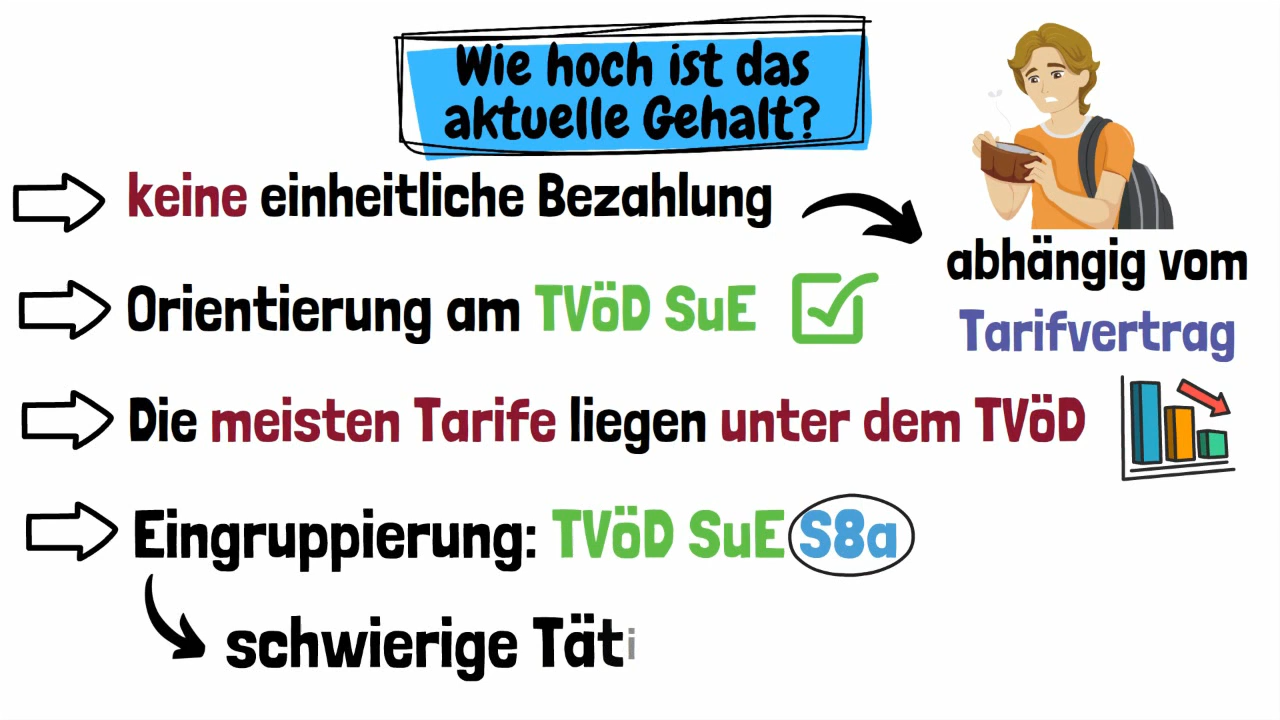 Wie hoch ist das
aktuelle Gehalt?
keine einheitliche Bezahlung
abhängig vom
Tarifvertrag
Orientierung am TVöD SuE
Die meisten Tarife liegen unter dem TVöD
Eingruppierung: TVöD SuE S8a
schwierige Täti